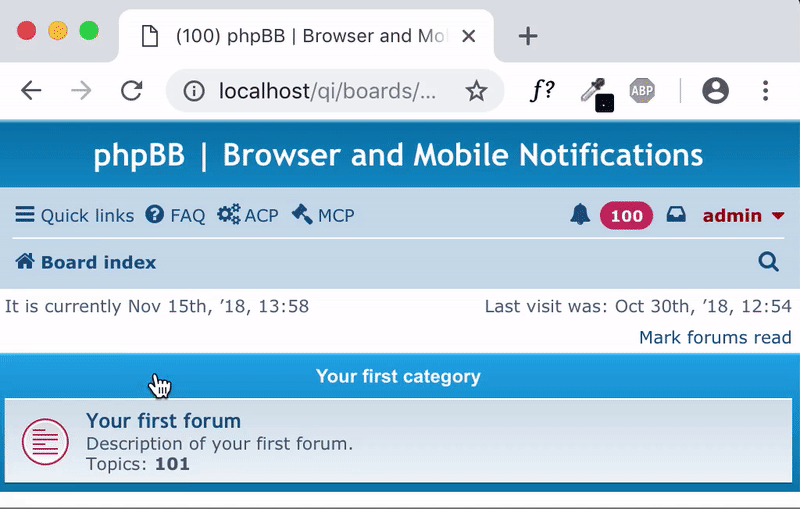 (100) phpBB | Browser and Mo
localhost/qi/boards/... f? ABP
phpBB | Browser and Mobile Notifications
Quick links FAQ ACP MCP 100 admin
Board index
It is currently Nov 15th, ’18, 13:58 Last visit was: Oct 30th, ’18, 12:54
Mark forums read
Your first category
Your first forum
Description of your first forum.
Topics: 101